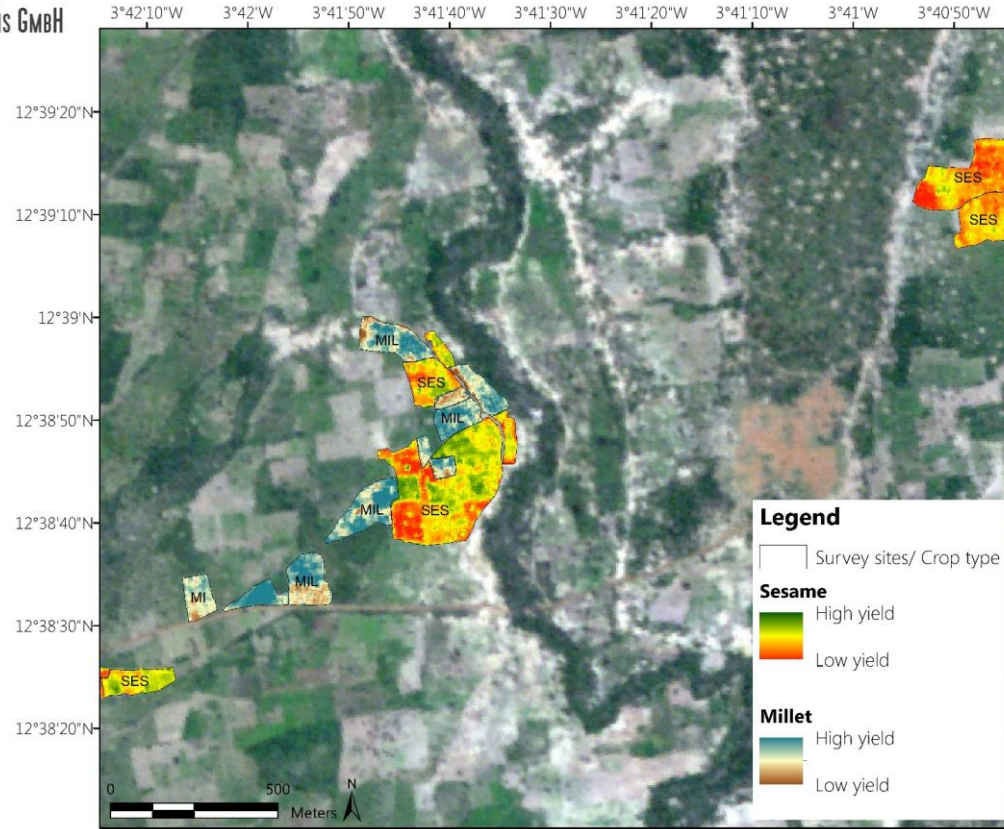 GMBH
3°42'10"W 3°42'W 3°41'50"W 3°41'40"W 3°41'30"W 3°41'20"W 3°41'10"W 3°41'W 3°40'50"W
12°39'20"N
12°39'10"N
12°39'N
12°38'50"N
12°38'40"N
12°38'30"N
12°38'20"N
SES
SES
MIL
SES
MIL
MIL
SES
MI
MIL
SES
Legend
Survey sites/ Crop type
Sesame
High yield
Low yield
Millet
High yield
Low yield
0 500
Meters
N